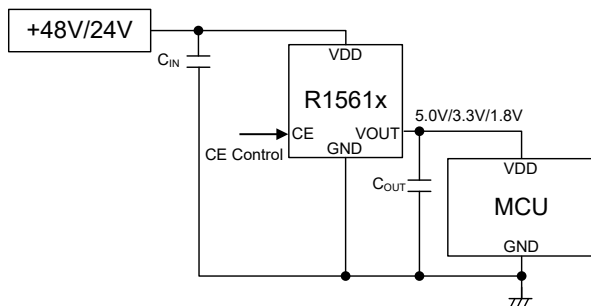 +48V/24V
CIN
VDD
R1561x
5.0V/3.3V/1.8V
CE
VOUT
CE Control
GND
VDD
COUT
MCU
GND